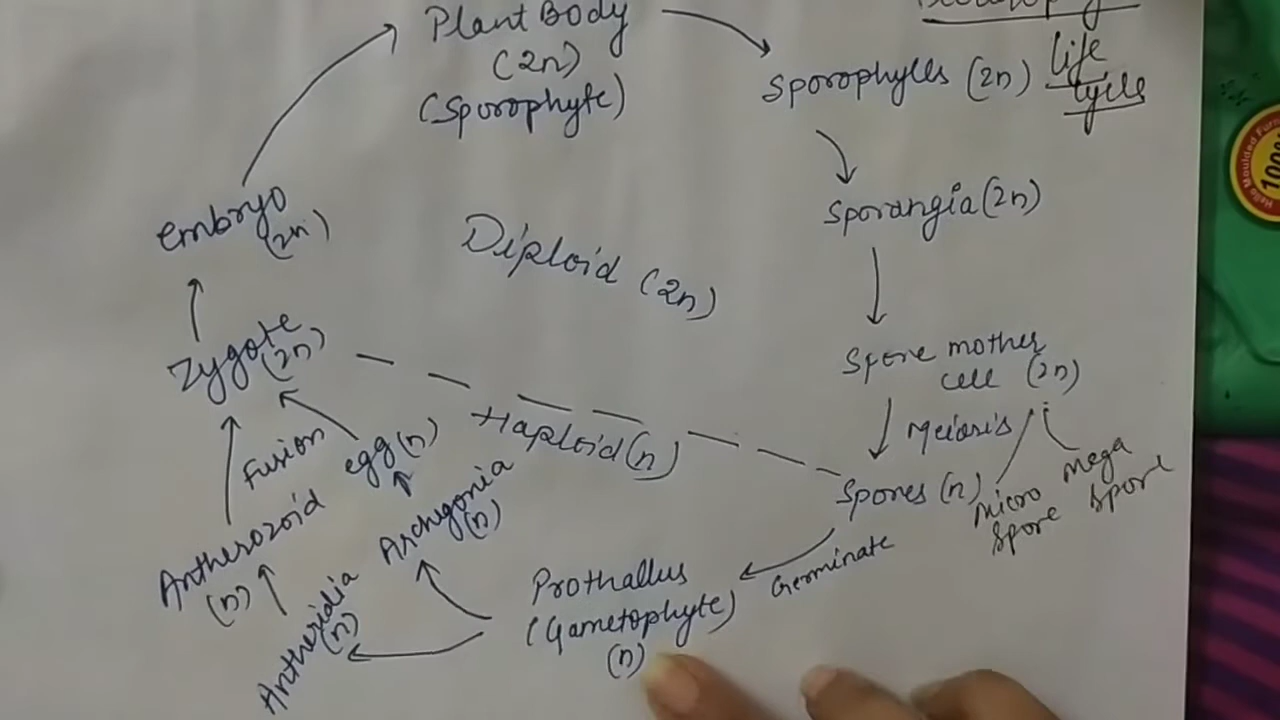 Plant Body
(2n)
(Sporophyte)
Sporophylls (2n)
life
cycle
Sporangia (2n)
embryo
(2n)
Diploid (2n)
Zygote
(2n)
Spore mother
cell (2n)
Meiosis
Haploid (n)
Fusion
egg (n)
Spores (n)
micro
spore
mega
spore
Antherozoid
(n)
Archegonia
(n)
Germinate
Prothallus
(Gametophyte)
(n)
Antheridia
(n)
100%